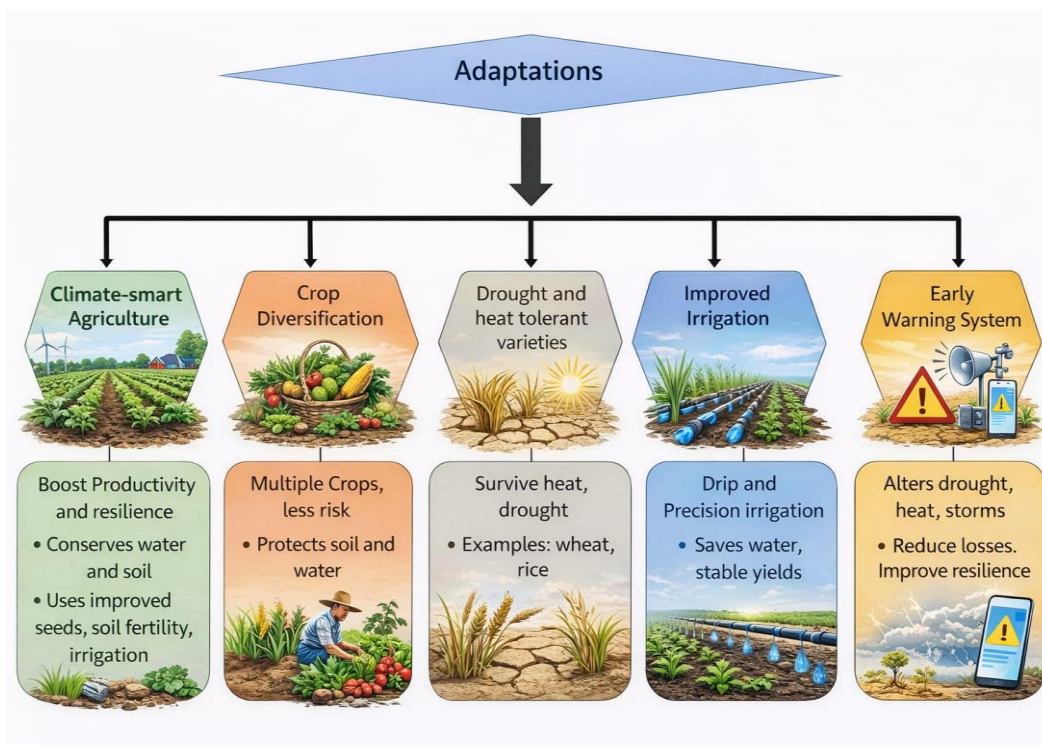 Adaptations
Climate-smart
Agriculture
Crop
Diversification
Drought and
heat tolerant
varieties
Improved
Irrigation
Early
Warning System
Boost Productivity
and resilience
• Conserves water
and soil
• Uses improved
seeds, soil fertility,
irrigation
Multiple Crops,
less risk
• Protects soil and
water
Survive heat,
drought
• Examples: wheat,
rice
Drip and
Precision irrigation
• Saves water,
stable yields
Alters drought,
heat, storms
• Reduce losses.
Improve resilience